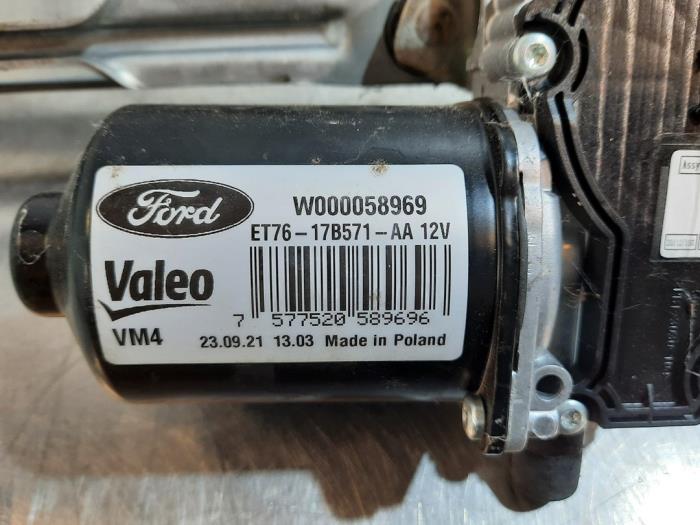 Ford
W000058969
ET76-17B571-AA 12V
Valeo
7 577520 589696
VM4
23.09.21 13.03 Made in Poland
Assy